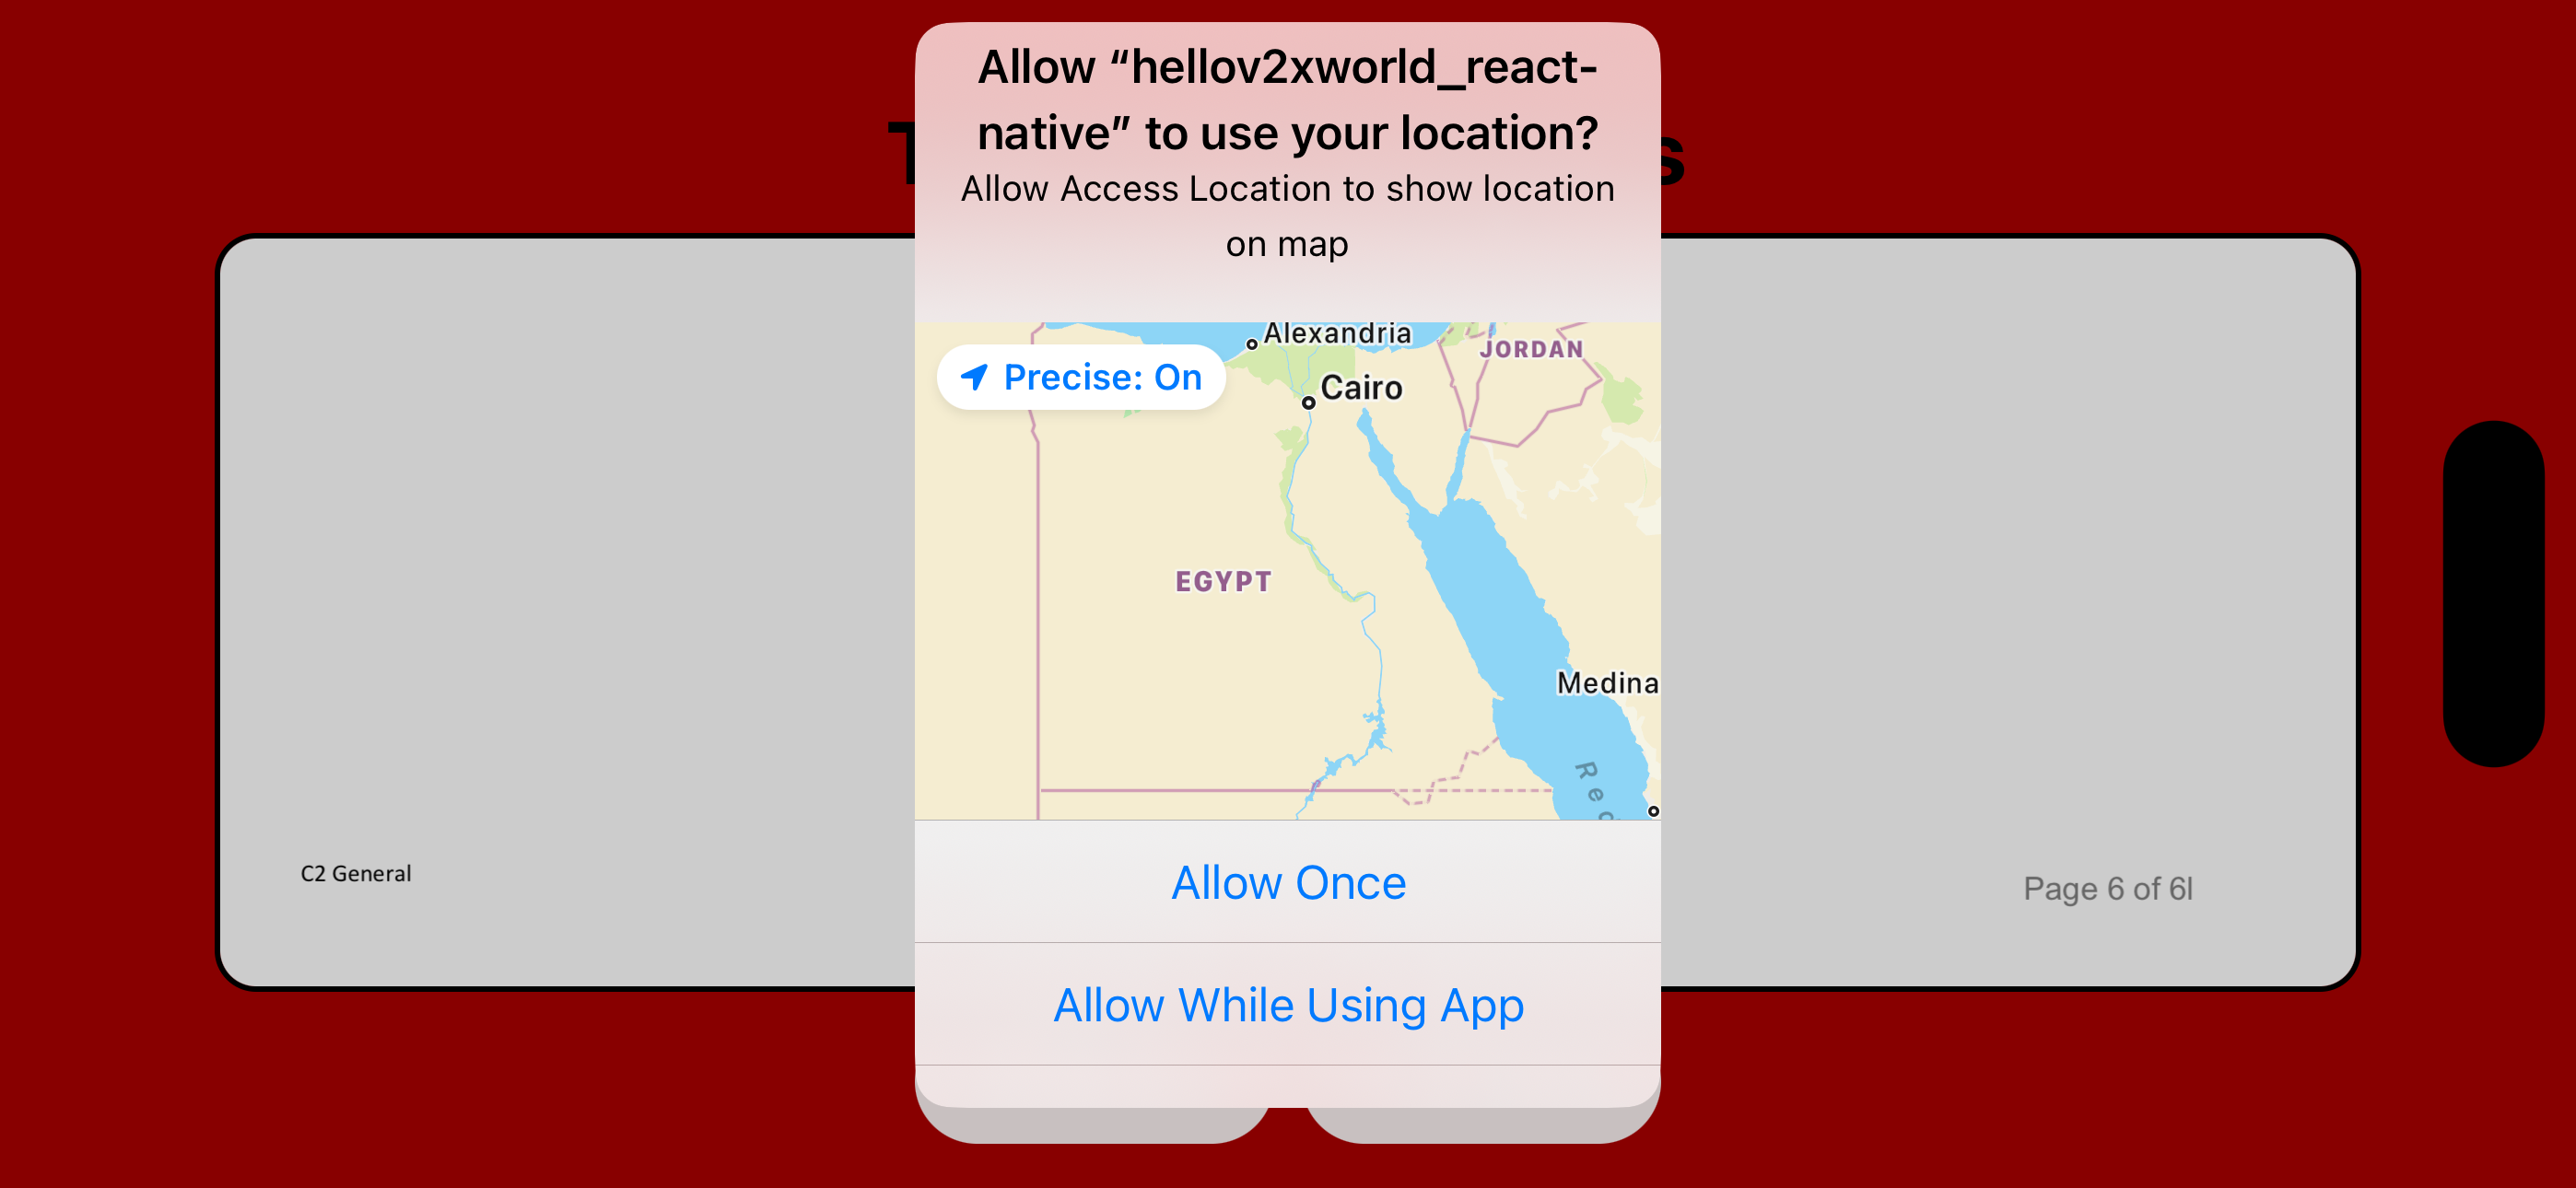 Allow “hellov2xworld_react-
native” to use your location?
Allow Access Location to show location
on map
Precise: On
Alexandria
JORDAN
Cairo
EGYPT
Medina
Red
Allow Once
Allow While Using App
C2 General
Page 6 of 6l